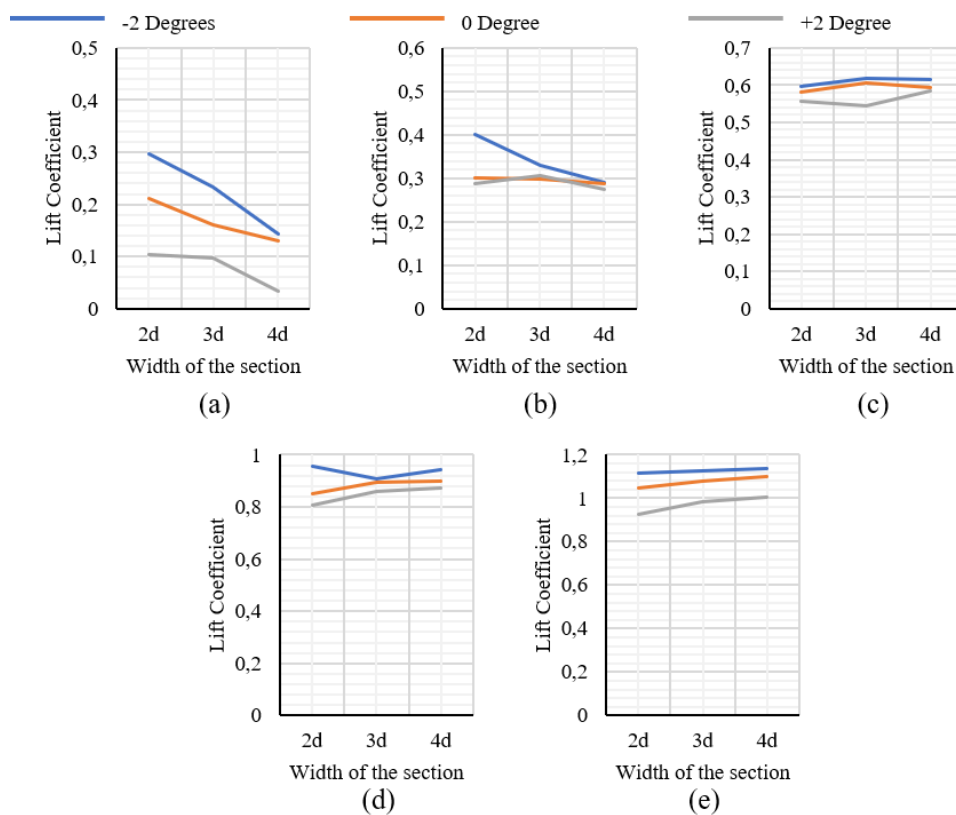 -2 Degrees 0 Degree +2 Degree
0,5
0,4
0,3
0,2
0,1
0
Lift Coefficient
2d 3d 4d
Width of the section
(a)
0,6
0,5
0,4
0,3
0,2
0,1
0
Lift Coefficient
2d 3d 4d
Width of the section
(b)
0,7
0,6
0,5
0,4
0,3
0,2
0,1
0
Lift Coefficient
2d 3d 4d
Width of the section
(c)
1
0,8
0,6
0,4
0,2
0
Lift Coefficient
2d 3d 4d
Width of the section
(d)
1,2
1
0,8
0,6
0,4
0,2
0
Lift Coefficient
2d 3d 4d
Width of the section
(e)